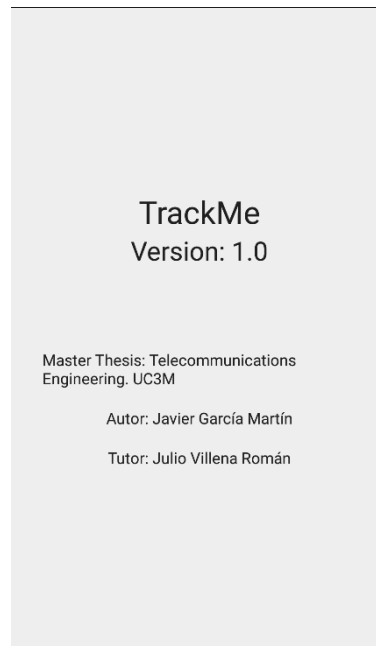 TrackMe
Version: 1.0
Master Thesis: Telecommunications
Engineering. UC3M
Autor: Javier García Martín
Tutor: Julio Villena Román